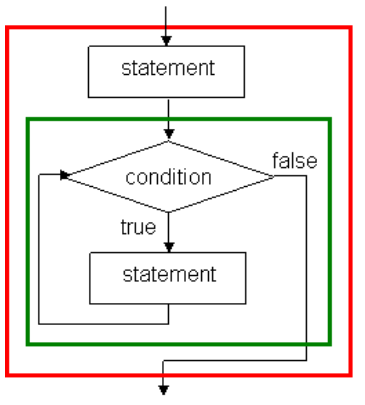 statement
condition
false
true
statement